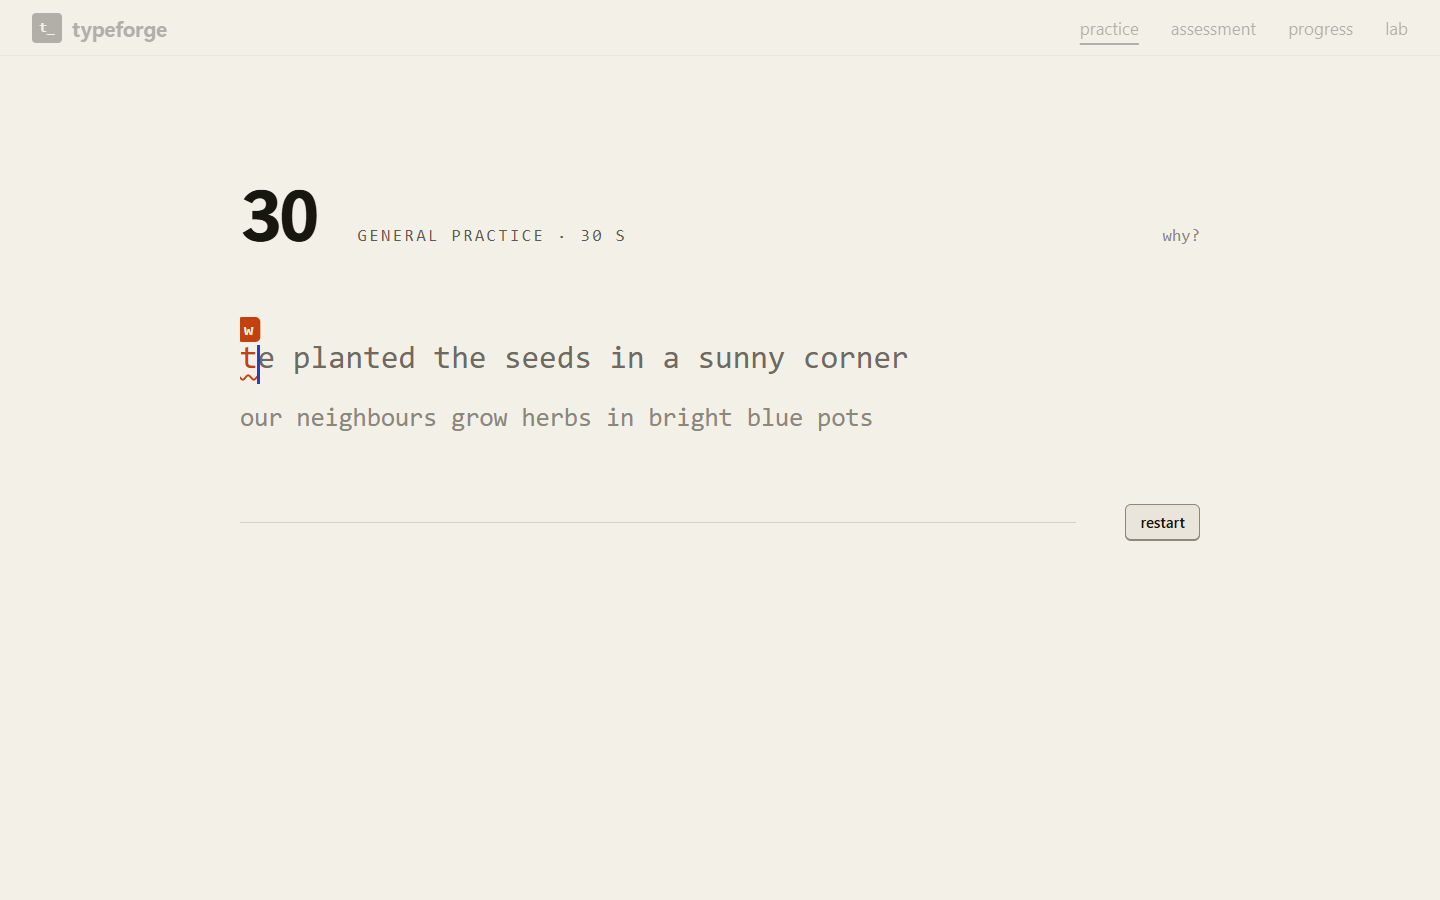 t_ typeforge practice assessment progress lab
30 GENERAL PRACTICE · 30 S why?
w
te planted the seeds in a sunny corner
our neighbours grow herbs in bright blue pots
restart